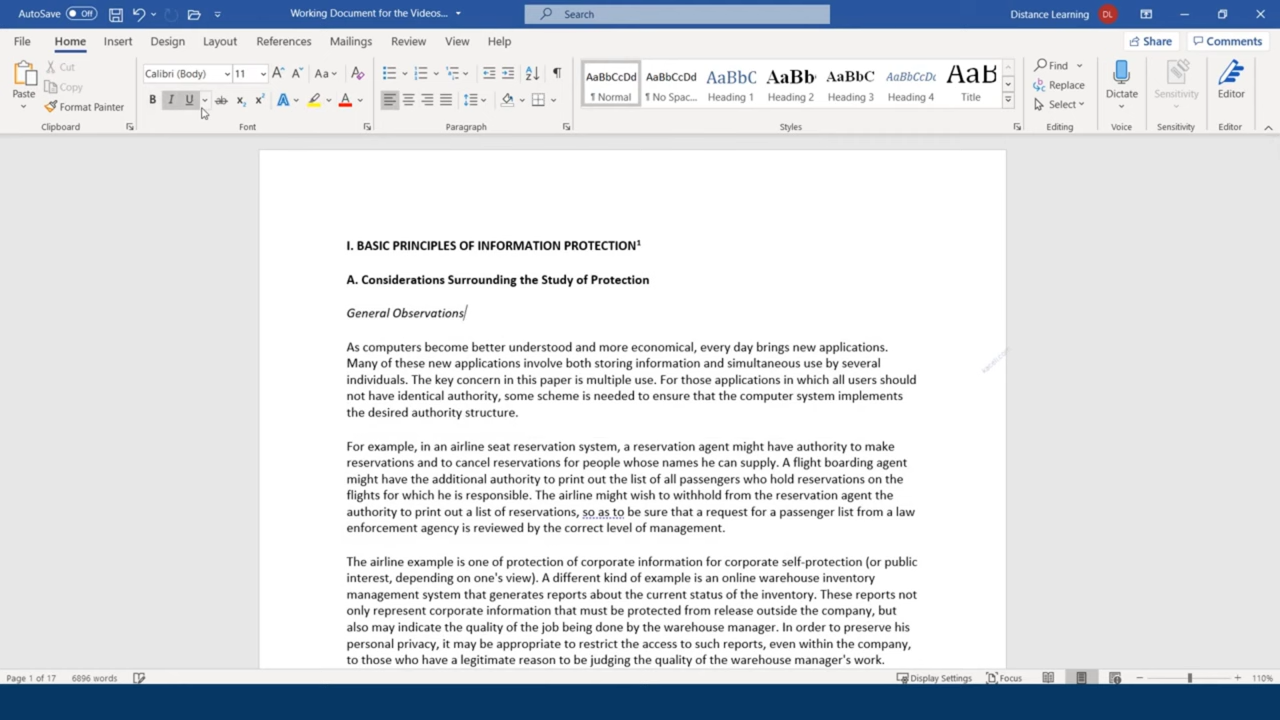 AutoSave Off Working Document for the Videos... Search Distance Learning DL
File Home Insert Design Layout References Mailings Review View Help Share Comments
Paste
Cut
Copy
Format Painter
Clipboard
Calibri (Body) 11
Font
Paragraph
AaBbCcDd AaBbCcDd AaBbC AaBb AaBbC AaBbCcDd AaB
¶ Normal ¶ No Spac... Heading 1 Heading 2 Heading 3 Heading 4 Title
Styles
Find
Replace
Select
Editing
Dictate
Voice
Sensitivity
Sensitivity
Editor
Editor
I. BASIC PRINCIPLES OF INFORMATION PROTECTION¹
A. Considerations Surrounding the Study of Protection
General Observations
As computers become better understood and more economical, every day brings new applications.
Many of these new applications involve both storing information and simultaneous use by several
individuals. The key concern in this paper is multiple use. For those applications in which all users should
not have identical authority, some scheme is needed to ensure that the computer system implements
the desired authority structure.
For example, in an airline seat reservation system, a reservation agent might have authority to make
reservations and to cancel reservations for people whose names he can supply. A flight boarding agent
might have the additional authority to print out the list of all passengers who hold reservations on the
flights for which he is responsible. The airline might wish to withhold from the reservation agent the
authority to print out a list of reservations, so as to be sure that a request for a passenger list from a law
enforcement agency is reviewed by the correct level of management.
The airline example is one of protection of corporate information for corporate self-protection (or public
interest, depending on one's view). A different kind of example is an online warehouse inventory
management system that generates reports about the current status of the inventory. These reports not
only represent corporate information that must be protected from release outside the company, but
also may indicate the quality of the job being done by the warehouse manager. In order to preserve his
personal privacy, it may be appropriate to restrict the access to such reports, even within the company,
to those who have a legitimate reason to be judging the quality of the warehouse manager's work.
Page 1 of 17 6896 words Display Settings Focus 110%